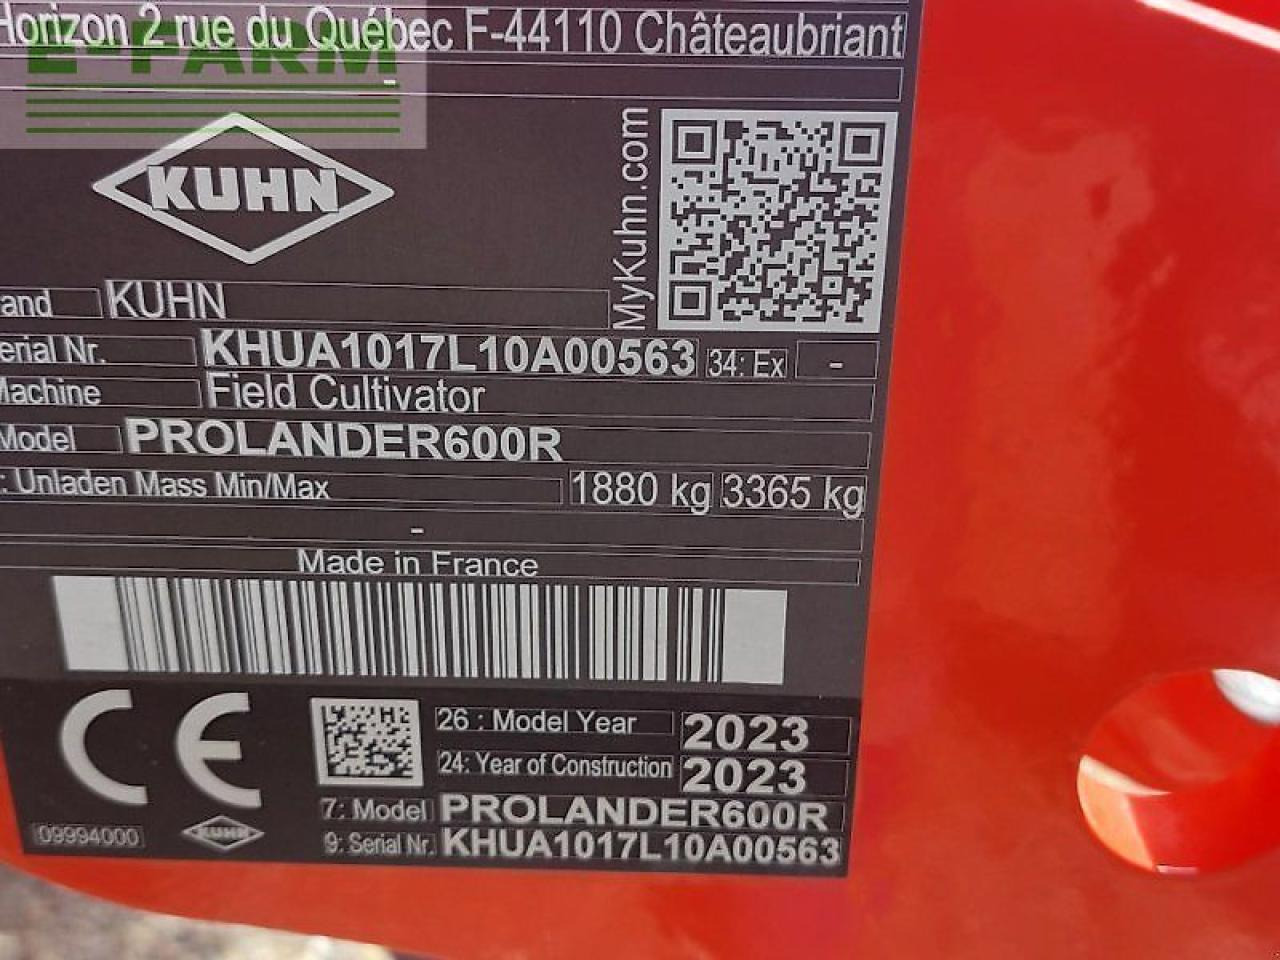 Horizon 2 rue du Québec F-44110 Châteaubriant
E-FARM
-
KUHN
MyKuhn.com
KUHN
erial Nr. KHUA1017L10A00563 34: Ex -
Machine Field Cultivator
Model PROLANDER600R
: Unladen Mass Min/Max 1880 kg 3365 kg
-
Made in France
CE
26 : Model Year 2023
24: Year of Construction 2023
7: Model PROLANDER600R
9: Serial Nr. KHUA1017L10A00563
09994000 KUHN